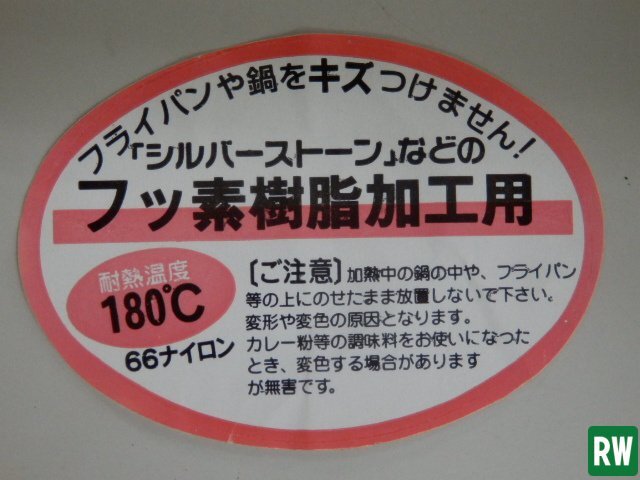 フライパンや鍋をキズつけません!
「シルバーストーン」などの
フッ素樹脂加工用
耐熱温度
180℃
66ナイロン
〔ご注意〕加熱中の鍋の中や、フライパン
等の上にのせたまま放置しないで下さい。
変形や変色の原因となります。
カレー粉等の調味料をお使いになった
とき、変色する場合があります
が無害です。
RW